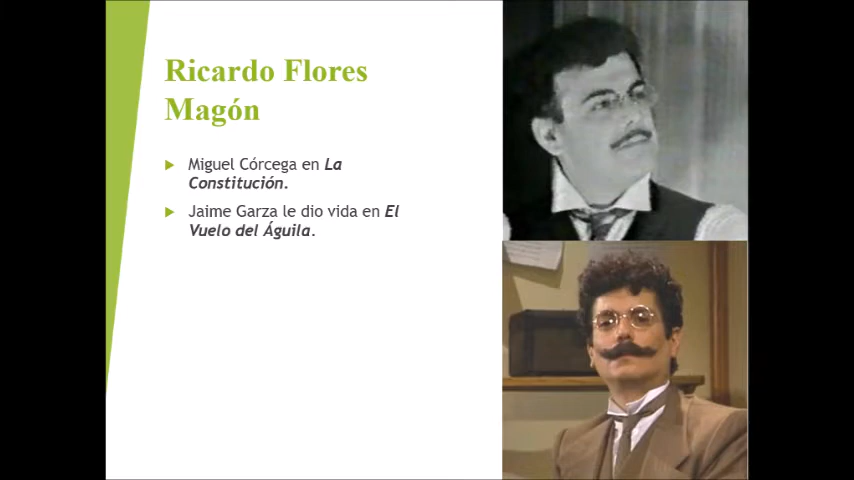 Ricardo Flores
Magón
Miguel Córcega en La
Constitución.
Jaime Garza le dio vida en El
Vuelo del Águila.